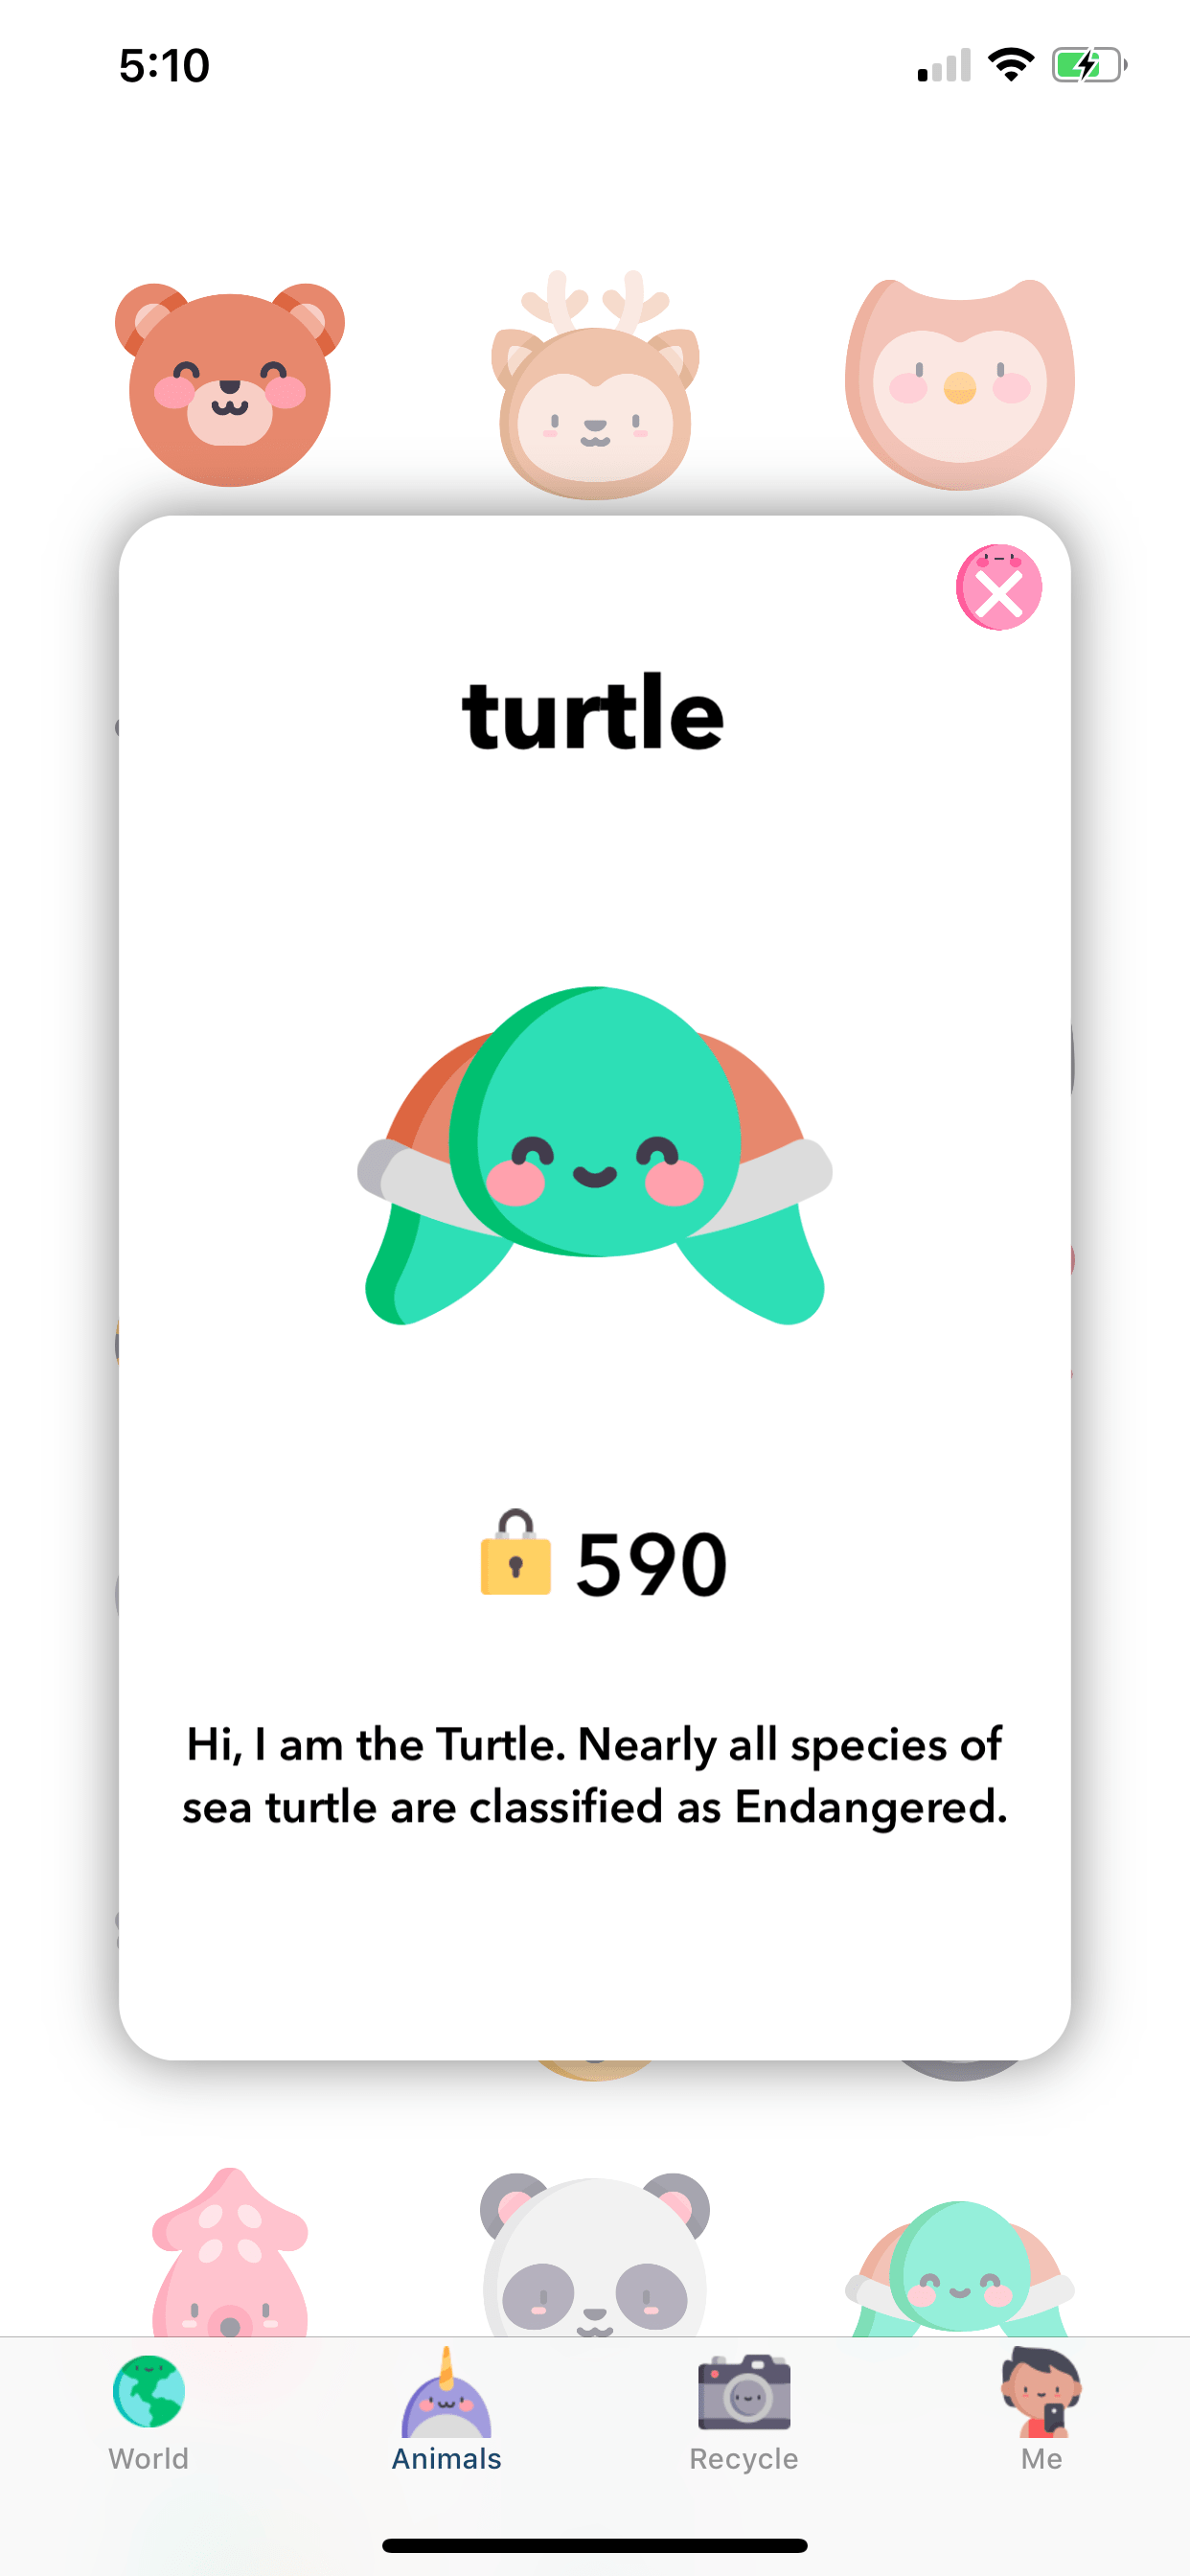 5:10
turtle
590
Hi, I am the Turtle. Nearly all species of
sea turtle are classified as Endangered.
World
Animals
Recycle
Me